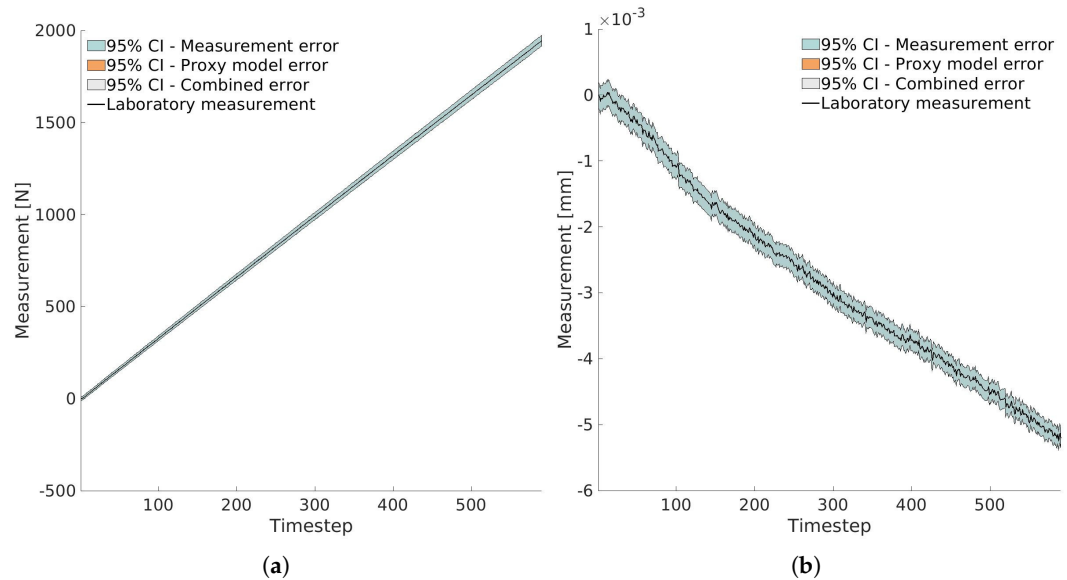 2000
1500
1000
500
0
-500
Measurement [N]
95% CI - Measurement error
95% CI - Proxy model error
95% CI - Combined error
Laboratory measurement
100 200 300 400 500
Timestep
(a)
×10-3
1
0
-1
-2
-3
-4
-5
-6
Measurement [mm]
95% CI - Measurement error
95% CI - Proxy model error
95% CI - Combined error
Laboratory measurement
100 200 300 400 500
Timestep
(b)